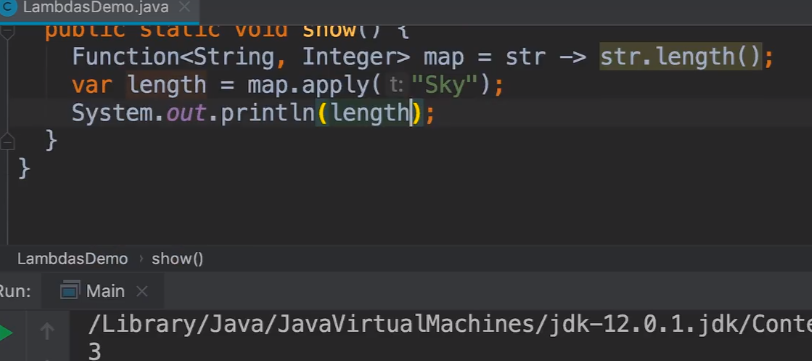 LambdasDemo.java
public static void show() {
Function<String, Integer> map = str -> str.length();
var length = map.apply( t: "Sky");
System.out.println(length);
}
}
LambdasDemo › show()
Run: Main
/Library/Java/JavaVirtualMachines/jdk-12.0.1.jdk/Conte
3